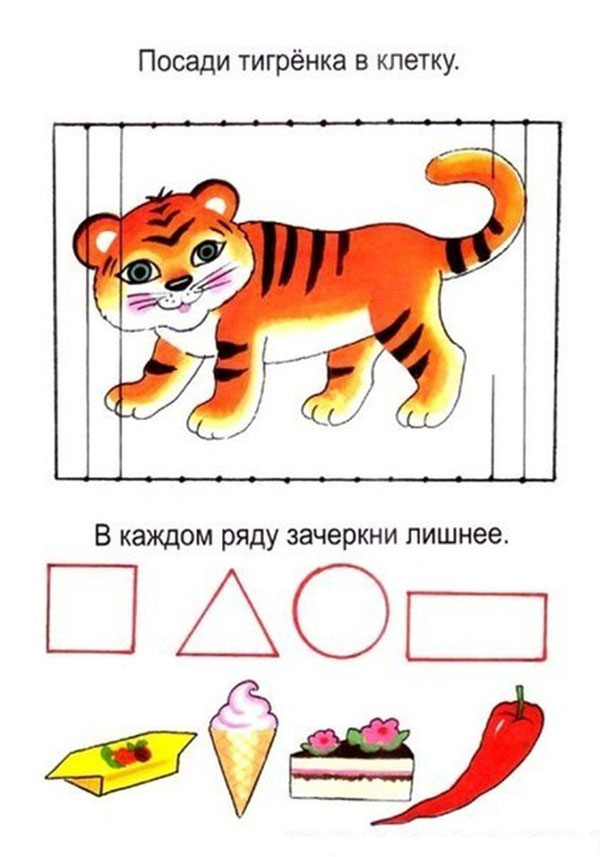 Посади тигрёнка в клетку.
В каждом ряду зачеркни лишнее.